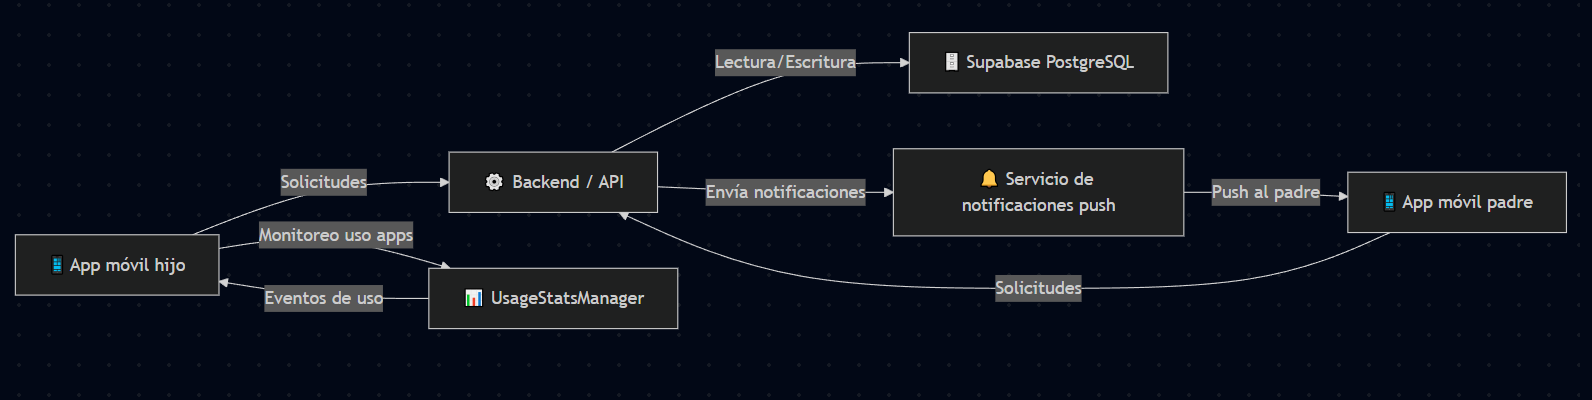 Lectura/Escritura
Supabase PostgreSQL
Solicitudes
Backend / API
Envía notificaciones
Servicio de
notificaciones push
Push al padre
App móvil padre
Monitoreo uso apps
App móvil hijo
Eventos de uso
UsageStatsManager
Solicitudes